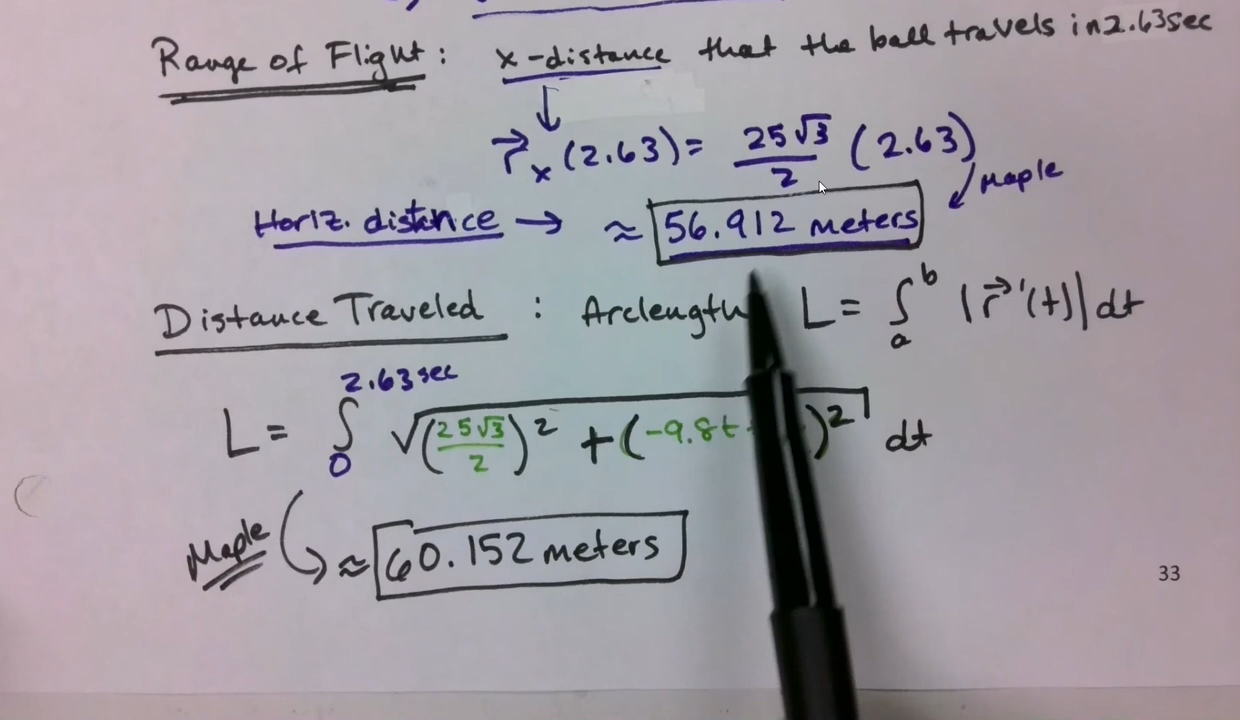 Range of Flight: x-distance that the ball travels in 2.63sec
r⃗x (2.63) = 25√3/2 (2.63)
Maple
Horiz. distance → ≈ 56.912 meters
Distance Traveled : Arclength L = ∫ₐᵇ |r⃗'(t)| dt
2.63 sec
L = ∫₀ √(25√3/2)² + (-9.8t )² dt
Maple ≈ 60.152 meters
33